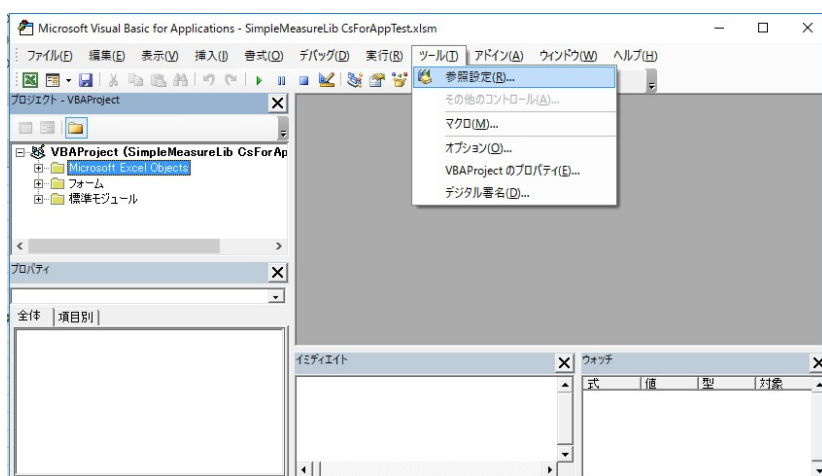 Microsoft Visual Basic for Applications - SimpleMeasureLib CsForAppTest.xlsm
ファイル(F) 編集(E) 表示(V) 挿入(I) 書式(O) デバッグ(D) 実行(R) ツール(T) アドイン(A) ウィンドウ(W) ヘルプ(H)
参照設定(R)...
その他のコントロール(A)...
マクロ(M)...
オプション(O)...
VBAProject のプロパティ(E)...
デジタル署名(D)...
プロジェクト - VBAProject
VBAProject (SimpleMeasureLib CsForAp
Microsoft Excel Objects
フォーム
標準モジュール
プロパティ
全体 項目別
イミディエイト
ウォッチ
式 値 型 対象